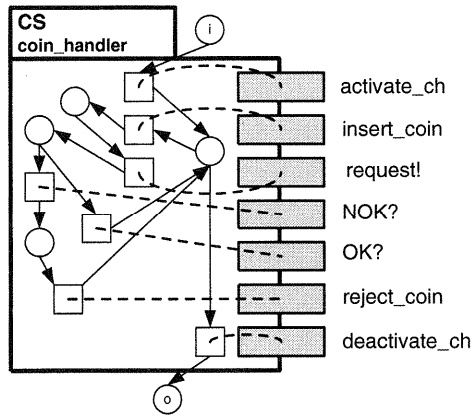 CS
coin_handler
i
activate_ch
insert_coin
request!
NOK?
OK?
reject_coin
deactivate_ch
o